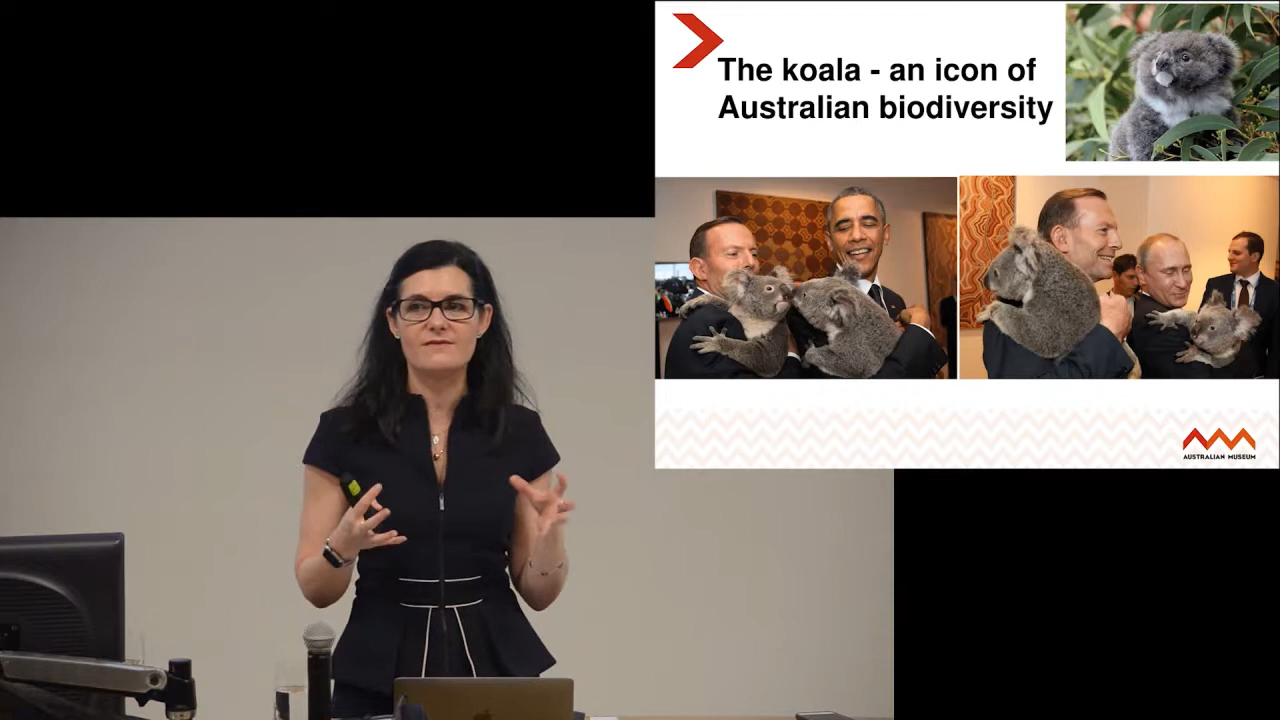 The koala - an icon of
Australian biodiversity
AUSTRALIAN MUSEUM